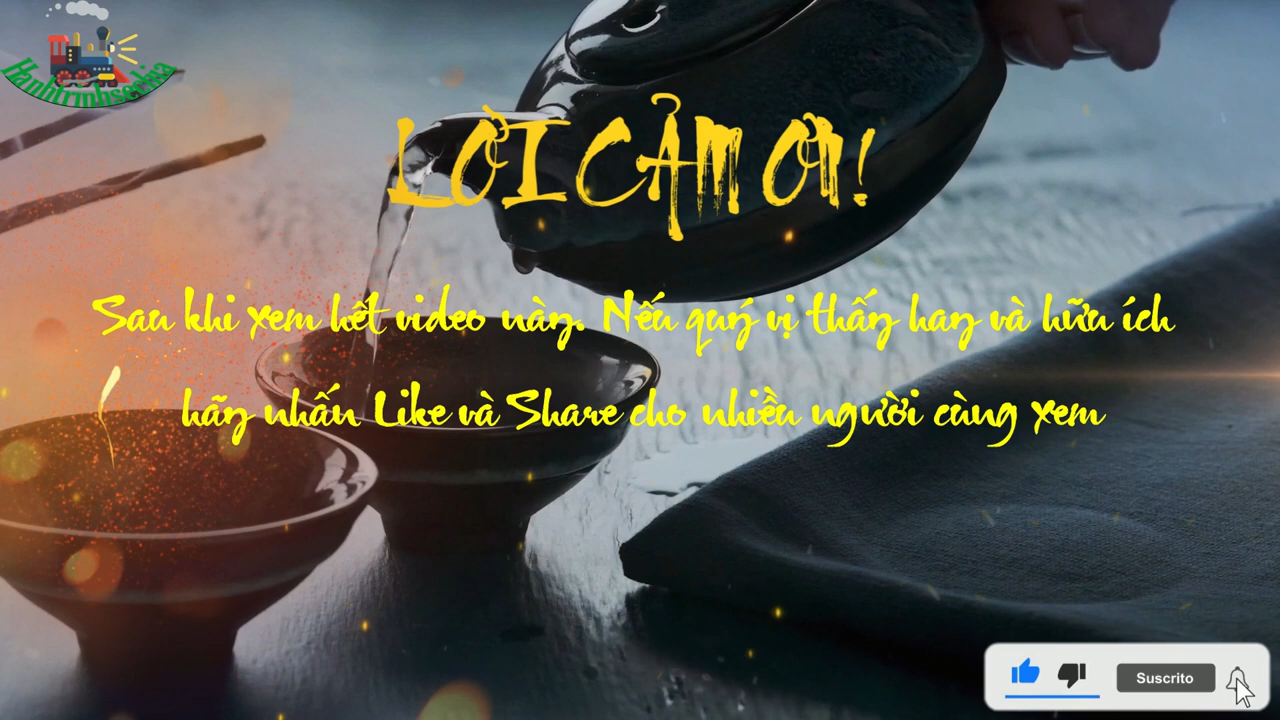 Hanhtrinhsechia
LỜI CẢM ƠN!
Sau khi xem hết video này. Nếu quý vị thấy hay và hữu ích
hãy nhấn Like và Share cho nhiều người cùng xem
Suscrito